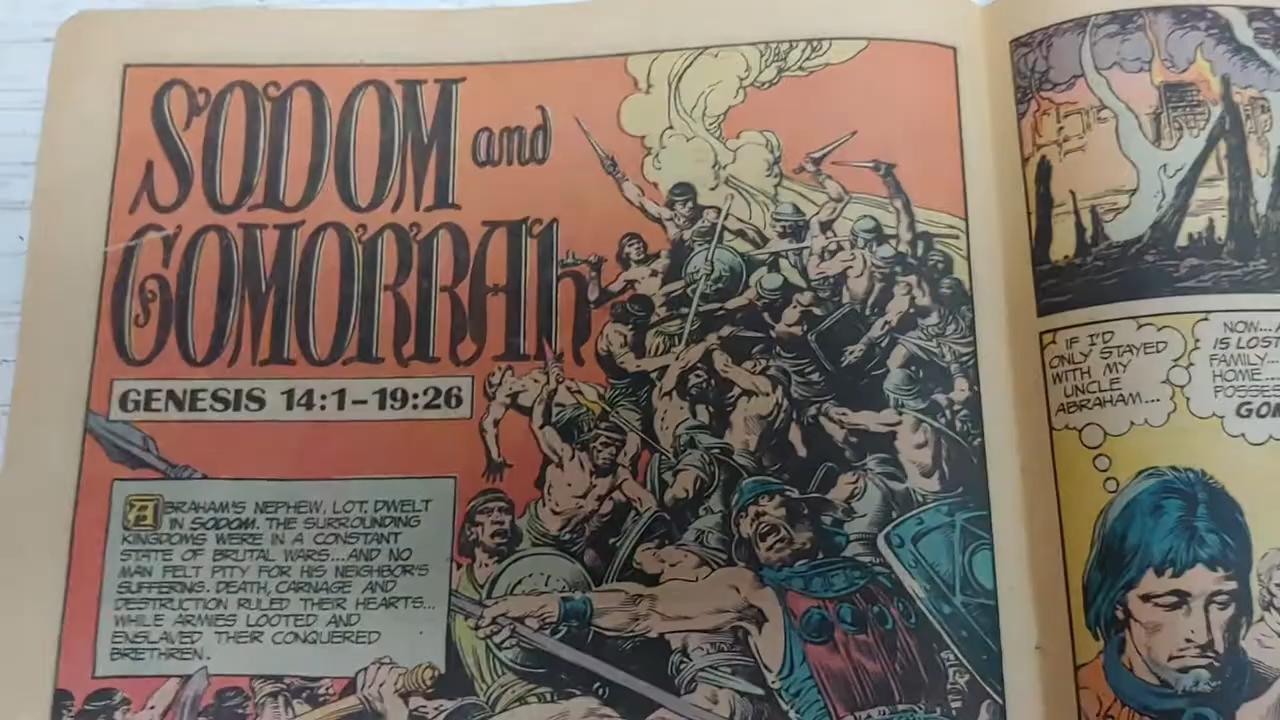 SODOM and
GOMORRAh
GENESIS 14:1-19:26
ABRAHAM'S NEPHEW, LOT, DWELT
IN SODOM. THE SURROUNDING
KINGDOMS WERE IN A CONSTANT
STATE OF BRUTAL WARS...AND NO
MAN FELT PITY FOR HIS NEIGHBOR'S
SUFFERING. DEATH, CARNAGE AND
DESTRUCTION RULED THEIR HEARTS...
WHILE ARMIES LOOTED AND
ENSLAVED THEIR CONQUERED
BRETHREN.
IF I'D
ONLY STAYED
WITH MY
UNCLE
ABRAHAM...
NOW...
IS LOST
FAMILY...
HOME...